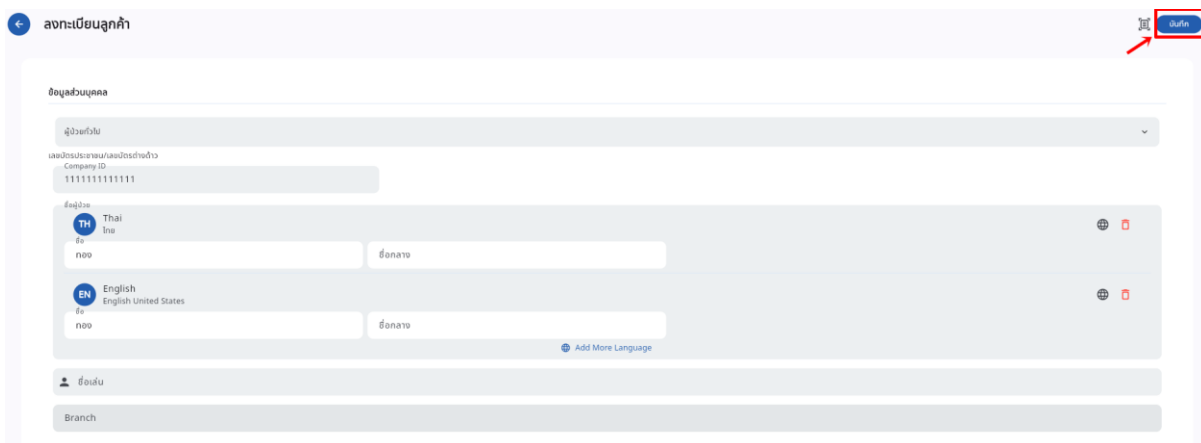 ลงทะเบียนลูกค้า
บันทึก
ข้อมูลส่วนบุคคล
ผู้ป่วยทั่วไป
เลขบัตรประชาชน/เลขบัตรต่างด้าว
Company ID
1111111111111
ชื่อผู้ป่วย
TH Thai
ไทย
ชื่อ
ทอง ชื่อกลาง
EN English
English United States
ชื่อ
ทอง ชื่อกลาง
Add More Language
ชื่อเล่น
Branch